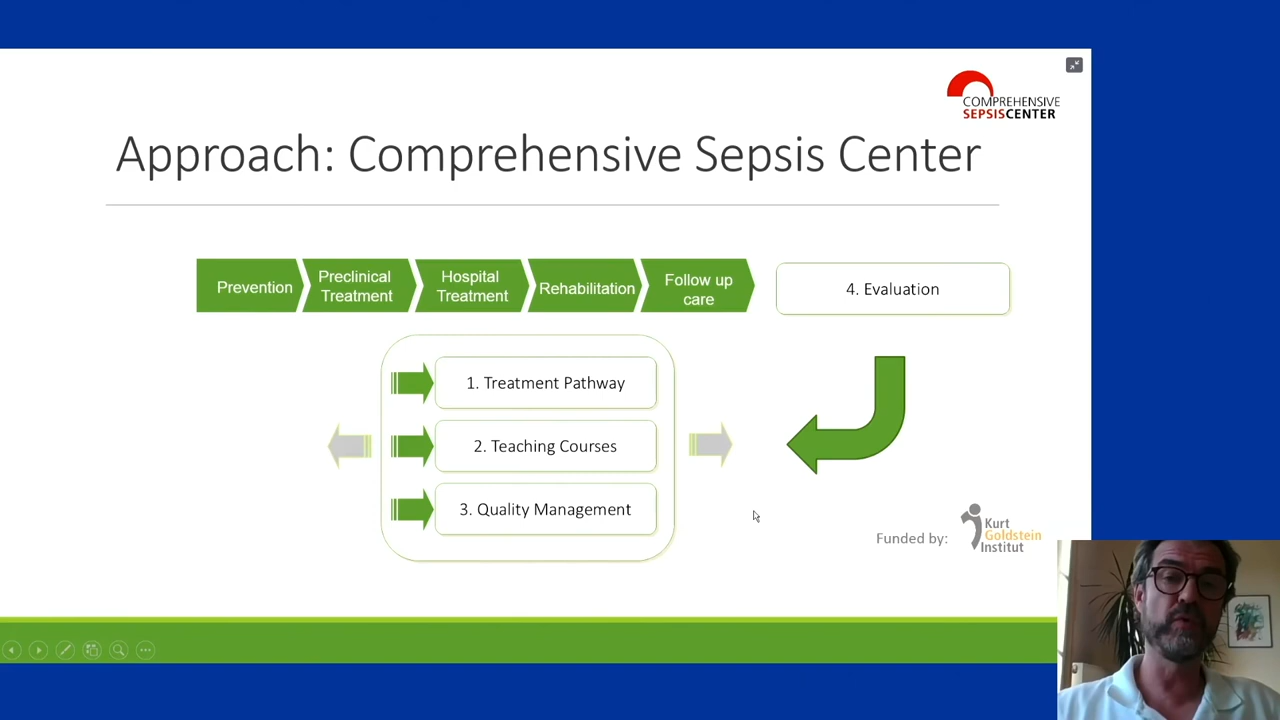 COMPREHENSIVE
SEPSISCENTER
Approach: Comprehensive Sepsis Center
Prevention
Preclinical
Treatment
Hospital
Treatment
Rehabilitation
Follow up
care
4. Evaluation
1. Treatment Pathway
2. Teaching Courses
3. Quality Management
Funded by:
Kurt
Goldstein
Institut